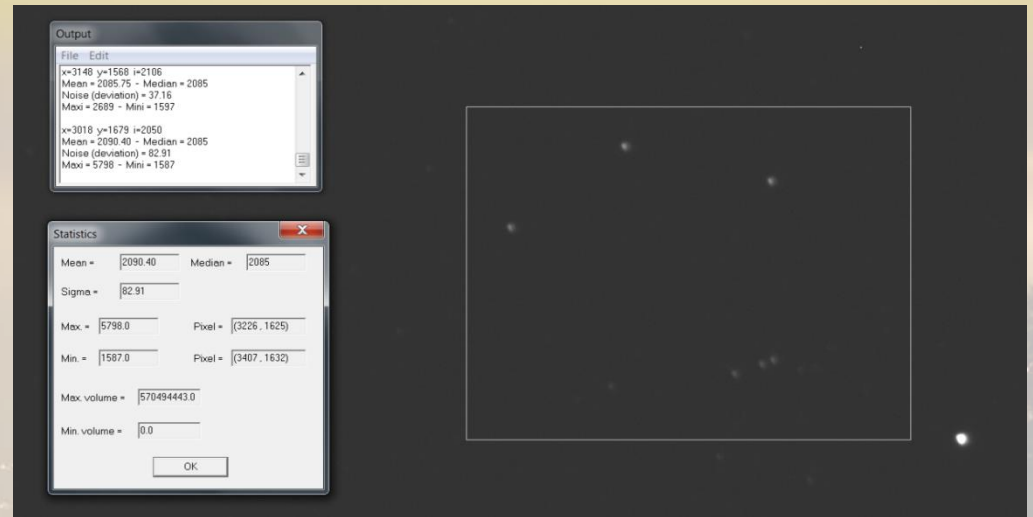 Output
File Edit
x=3148 y=1568 i=2106
Mean = 2085.75 - Median = 2085
Noise (deviation) = 37.16
Maxi = 2689 - Mini = 1597
x=3018 y=1679 i=2050
Mean = 2090.40 - Median = 2085
Noise (deviation) = 82.91
Maxi = 5798 - Mini = 1587
Statistics
Mean = 2090.40 Median = 2085
Sigma = 82.91
Max. = 5798.0 Pixel = (3226 , 1625)
Min. = 1587.0 Pixel = (3407 , 1632)
Max. volume = 570494443.0
Min. volume = 0.0
OK